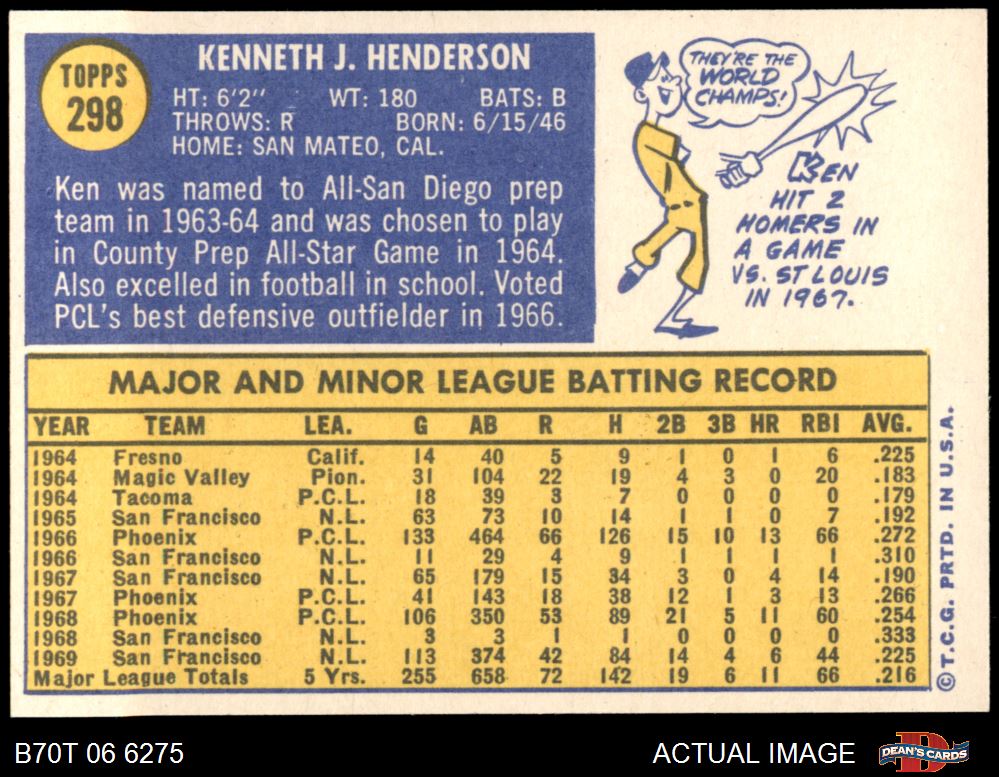 TOPPS
298
KENNETH J. HENDERSON
HT: 6'2" WT: 180 BATS: B
THROWS: R BORN: 6/15/46
HOME: SAN MATEO, CAL.
Ken was named to All-San Diego prep
team in 1963-64 and was chosen to play
in County Prep All-Star Game in 1964.
Also excelled in football in school. Voted
PCL's best defensive outfielder in 1966.
THEY'RE THE
WORLD
CHAMPS!
KEN
HIT 2
HOMERS IN
A GAME
VS. ST LOUIS
IN 1967.
MAJOR AND MINOR LEAGUE BATTING RECORD
YEAR TEAM LEA. G AB R H 2B 3B HR RBI AVG.
1964 Fresno Calif. 14 40 5 9 1 0 1 6 .225
1964 Magic Valley Pion. 31 104 22 19 4 3 0 20 .183
1964 Tacoma P.C.L. 18 39 3 7 0 0 0 0 .179
1965 San Francisco N.L. 63 73 10 14 1 1 0 7 .192
1966 Phoenix P.C.L. 133 464 66 126 15 10 13 66 .272
1966 San Francisco N.L. 11 29 4 9 1 1 1 1 .310
1967 San Francisco N.L. 65 179 15 34 3 0 4 14 .190
1967 Phoenix P.C.L. 41 143 18 38 12 1 3 13 .266
1968 Phoenix P.C.L. 106 350 53 89 21 5 11 60 .254
1968 San Francisco N.L. 3 3 1 1 0 0 0 0 .333
1969 San Francisco N.L. 113 374 42 84 14 4 6 44 .225
Major League Totals 5 Yrs. 255 658 72 142 19 6 11 66 .216
©T.C.G. PRTD. IN U.S.A.
B70T 06 6275
ACTUAL IMAGE
D
DEAN'S CARDS